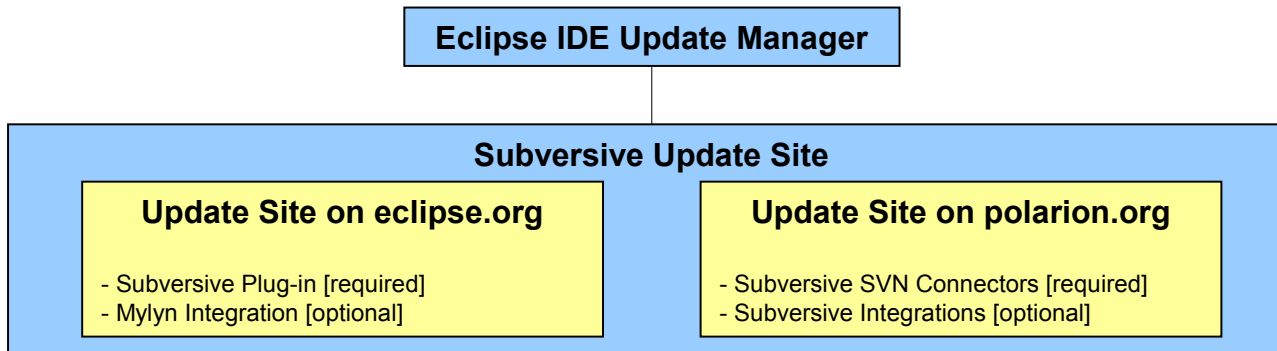 Eclipse IDE Update Manager
Subversive Update Site
Update Site on eclipse.org
- Subversive Plug-in [required]
- Mylyn Integration [optional]
Update Site on polarion.org
- Subversive SVN Connectors [required]
- Subversive Integrations [optional]